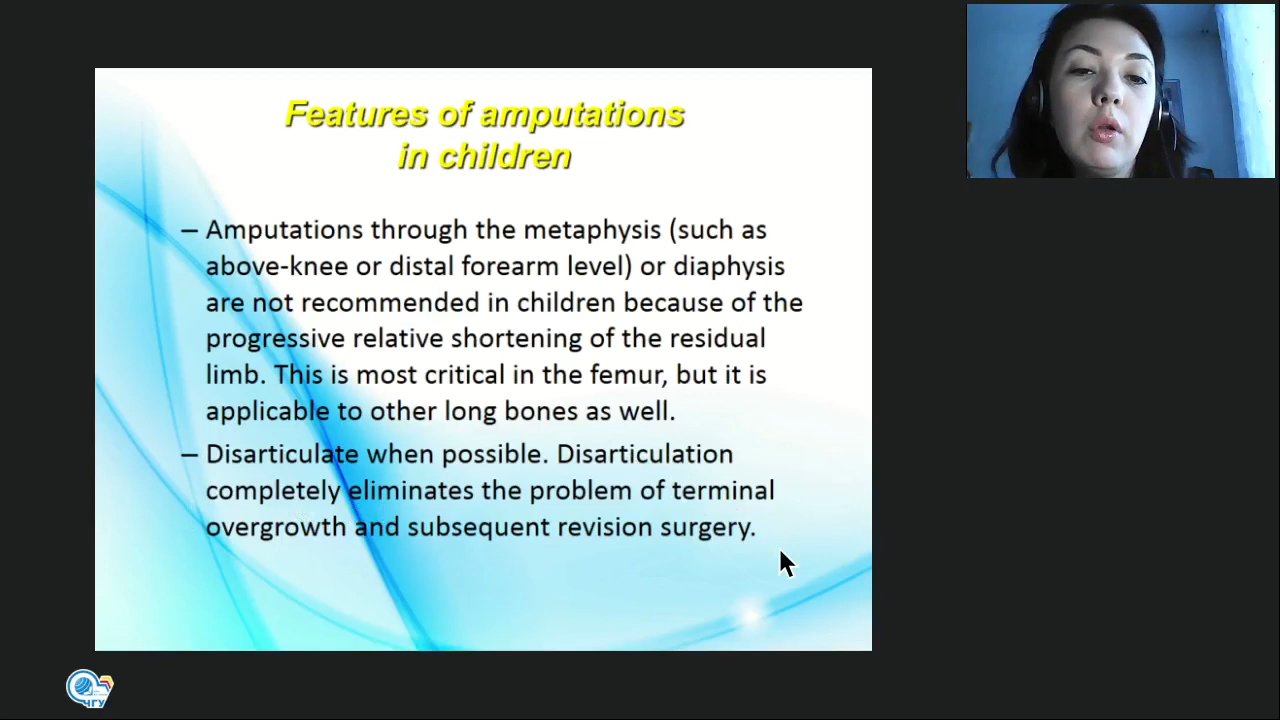 Features of amputations
in children
– Amputations through the metaphysis (such as
above-knee or distal forearm level) or diaphysis
are not recommended in children because of the
progressive relative shortening of the residual
limb. This is most critical in the femur, but it is
applicable to other long bones as well.
– Disarticulate when possible. Disarticulation
completely eliminates the problem of terminal
overgrowth and subsequent revision surgery.
ЧГУ